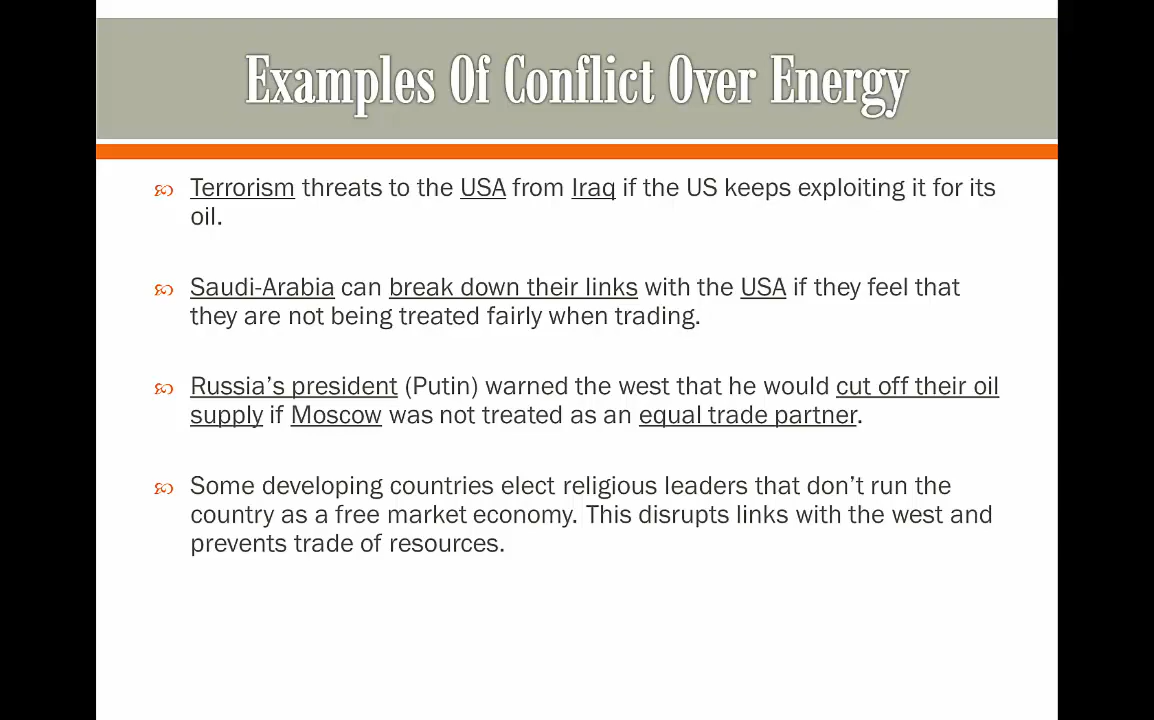 Examples Of Conflict Over Energy
Terrorism threats to the USA from Iraq if the US keeps exploiting it for its
oil.
Saudi-Arabia can break down their links with the USA if they feel that
they are not being treated fairly when trading.
Russia’s president (Putin) warned the west that he would cut off their oil
supply if Moscow was not treated as an equal trade partner.
Some developing countries elect religious leaders that don’t run the
country as a free market economy. This disrupts links with the west and
prevents trade of resources.